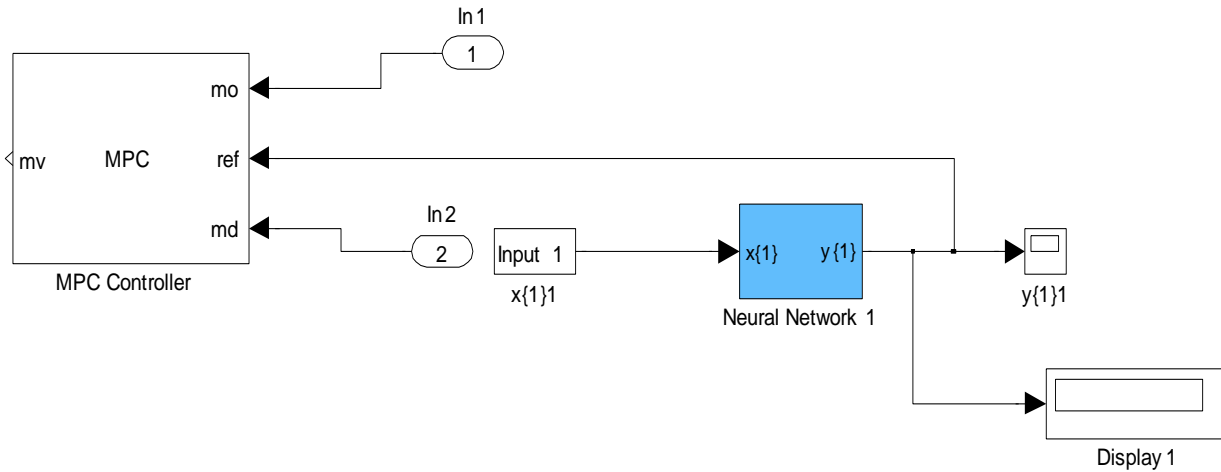 In1
1
mo
mv
MPC
ref
md
MPC Controller
In2
2
Input 1
x{1}1
x{1}
y{1}
Neural Network 1
y{1}1
Display 1